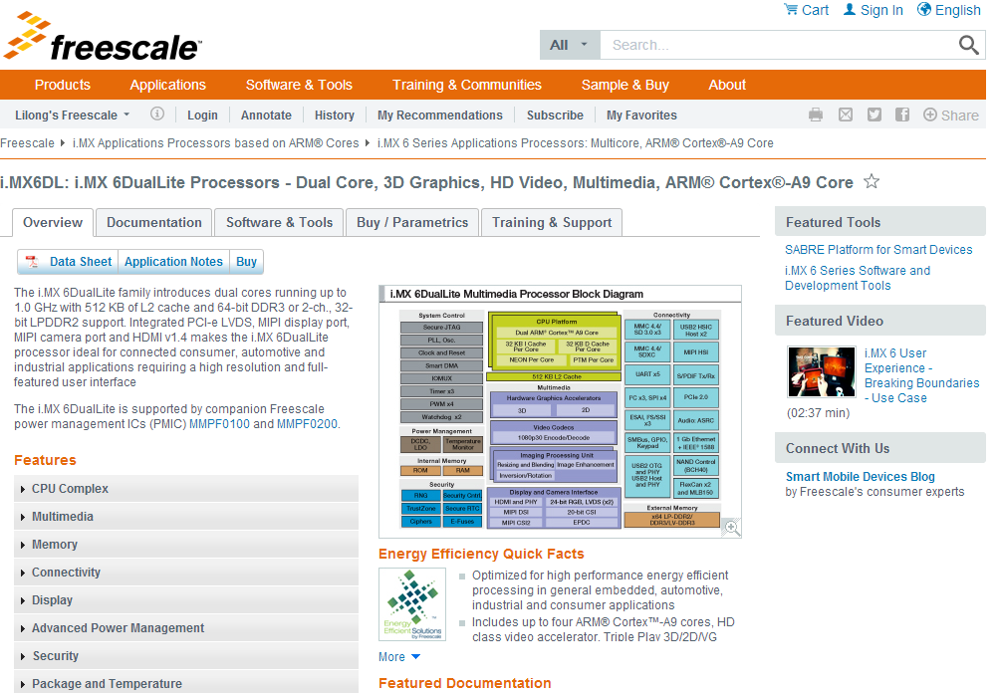 Cart Sign In English
freescale™
All Search...
Products Applications Software & Tools Training & Communities Sample & Buy About
Lilong's Freescale Login Annotate History My Recommendations Subscribe My Favorites Share
Freescale i.MX Applications Processors based on ARM® Cores i.MX 6 Series Applications Processors: Multicore, ARM® Cortex®-A9 Core
i.MX6DL: i.MX 6DualLite Processors - Dual Core, 3D Graphics, HD Video, Multimedia, ARM® Cortex®-A9 Core
Overview Documentation Software & Tools Buy / Parametrics Training & Support
Data Sheet Application Notes Buy
The i.MX 6DualLite family introduces dual cores running up to
1.0 GHz with 512 KB of L2 cache and 64-bit DDR3 or 2-ch., 32-
bit LPDDR2 support. Integrated PCI-e LVDS, MIPI display port,
MIPI camera port and HDMI v1.4 makes the i.MX 6DualLite
processor ideal for connected consumer, automotive and
industrial applications requiring a high resolution and full-
featured user interface
The i.MX 6DualLite is supported by companion Freescale
power management ICs (PMIC) MMPF0100 and MMPF0200.
Features
CPU Complex
Multimedia
Memory
Connectivity
Display
Advanced Power Management
Security
Package and Temperature
i.MX 6DualLite Multimedia Processor Block Diagram
System Control
Secure JTAG
PLL, Osc.
Clock and Reset
Smart DMA
IOMUX
Timer x3
PWM x4
Watchdog x2
Power Management
DCDC,
LDO
Temperature
Monitor
Internal Memory
ROM RAM
Security
RNG Security Cntrl
TrustZone Secure RTC
Ciphers E-Fuses
CPU Platform
Dual ARM® Cortex™ A9 Core
32 KB I Cache
Per Core
32 KB D Cache
Per Core
NEON Per Core PTM Per Core
512 KB L2 Cache
Multimedia
Hardware Graphics Accelerators
3D 2D
Video Codecs
1080p30 Encode/Decode
Imaging Processing Unit
Resizing and Blending Image Enhancement
Inversion/Rotation
Display and Camera Interface
HDMI and PHY 24-bit RGB, LVDS (x2)
MIPI DSI 20-bit CSI
MIPI CSI2 EPDC
Connectivity
MMC 4.4/
SD 3.0 x3
USB2 HSIC
Host x2
MMC 4.4/
SDXC
MIPI HSI
UART x5 S/PDIF Tx/Rx
I²C x3, SPI x4 PCIe 2.0
ESAI, I²S/SSI
x3
Audio: ASRC
SMBus, GPIO,
Keypad
1 Gb Ethernet
+ IEEE® 1588
USB2 OTG
and PHY
USB2 Host
and PHY
NAND Control
(BCH40)
FlexCan x2
and MLB150
External Memory
x64 LP-DDR2/
DDR3/LV-DDR3
Energy Efficiency Quick Facts
Energy
Efficient
Solutions
by Freescale
Optimized for high performance energy efficient
processing in general embedded, automotive,
industrial and consumer applications
Includes up to four ARM® Cortex™-A9 cores, HD
class video accelerator, Triple Play 3D/2D/VG
More
Featured Documentation
Featured Tools
SABRE Platform for Smart Devices
i.MX 6 Series Software and
Development Tools
Featured Video
i.MX 6 User
Experience -
Breaking Boundaries
- Use Case
(02:37 min)
Connect With Us
Smart Mobile Devices Blog
by Freescale's consumer experts